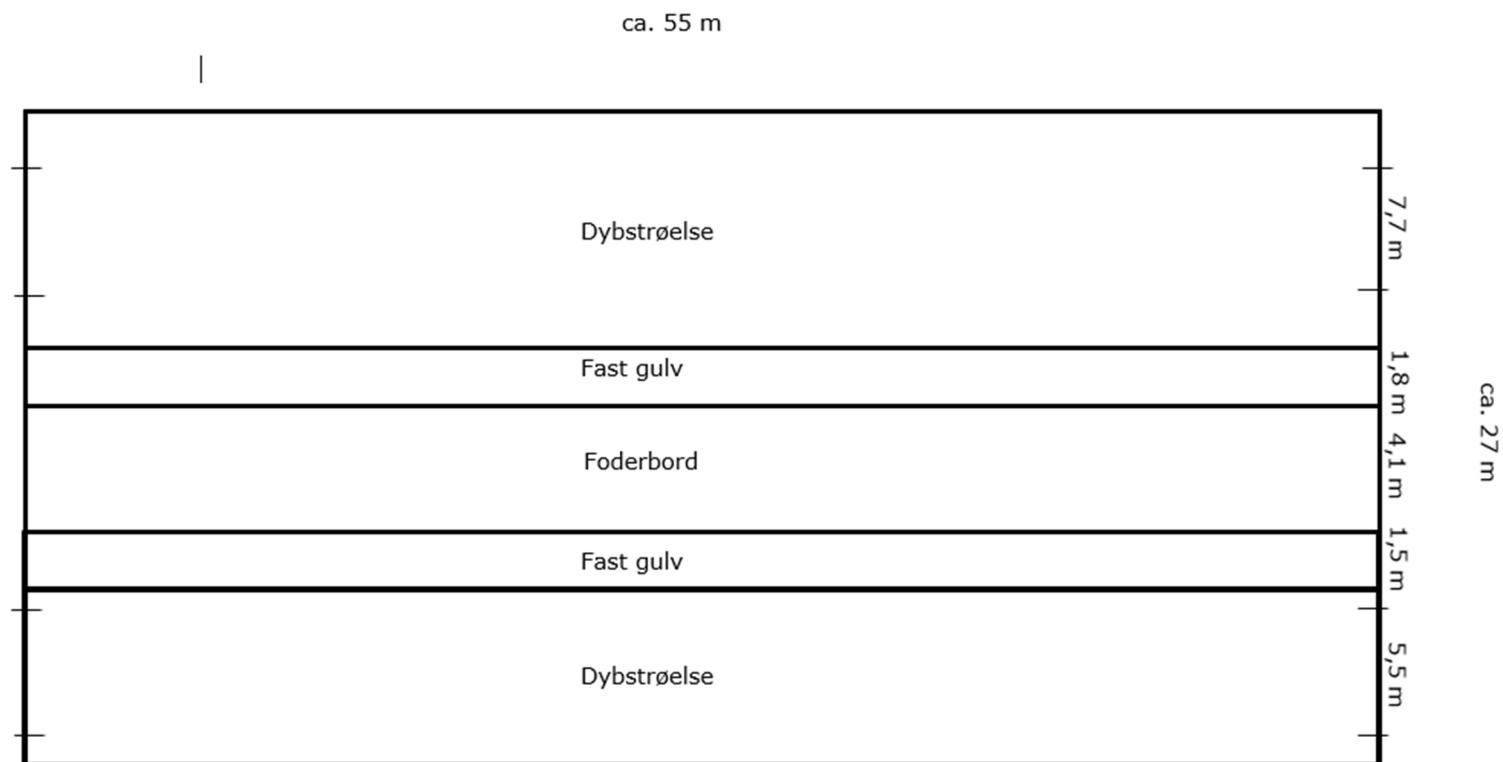 ca. 55 m
Dybstrøelse
7,7 m
Fast gulv
1,8 m
Foderbord
4,1 m
ca. 27 m
Fast gulv
1,5 m
Dybstrøelse
5,5 m